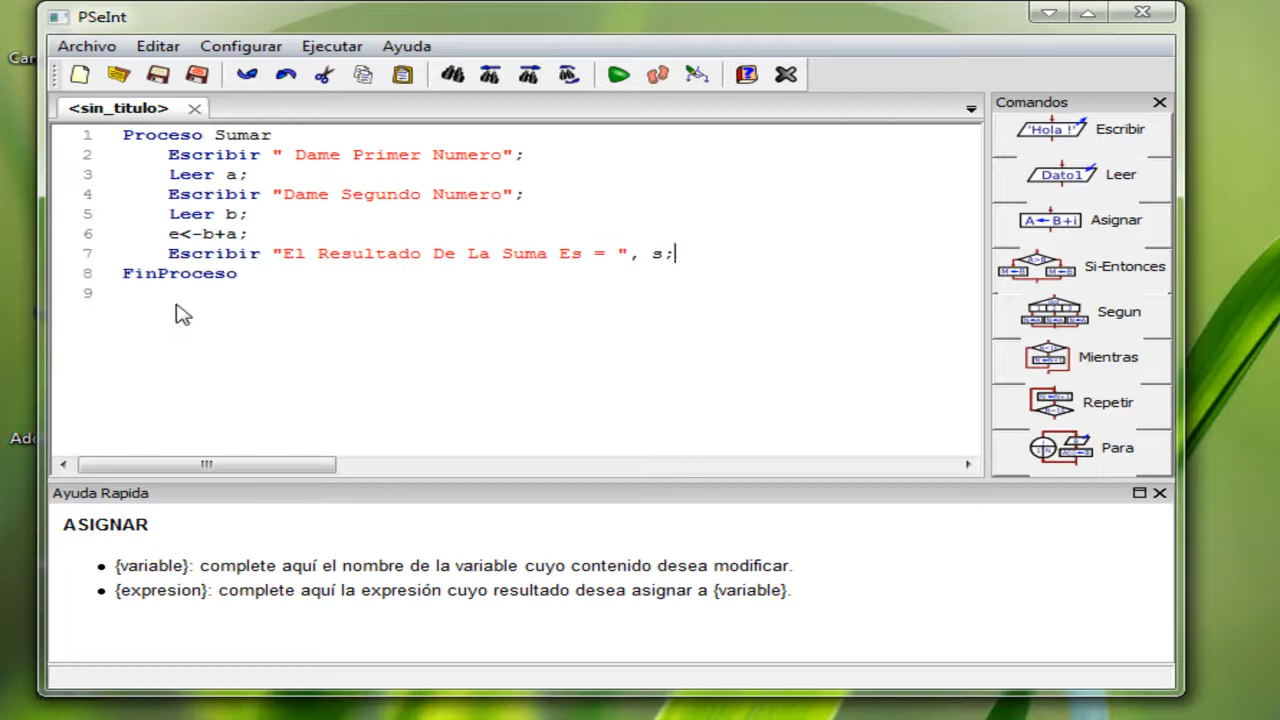 PSeInt
Archivo Editar Configurar Ejecutar Ayuda
<sin_titulo>
Comandos
1 Proceso Sumar
2 Escribir " Dame Primer Numero";
3 Leer a;
4 Escribir "Dame Segundo Numero";
5 Leer b;
6 e<-b+a;
7 Escribir "El Resultado De La Suma Es = ", s;
8 FinProceso
9
'Hola !' Escribir
Dato1 Leer
A←B+i Asignar
Si-Entonces
Segun
Mientras
Repetir
Para
Ayuda Rapida
ASIGNAR
• {variable}: complete aquí el nombre de la variable cuyo contenido desea modificar.
• {expresion}: complete aquí la expresión cuyo resultado desea asignar a {variable}.